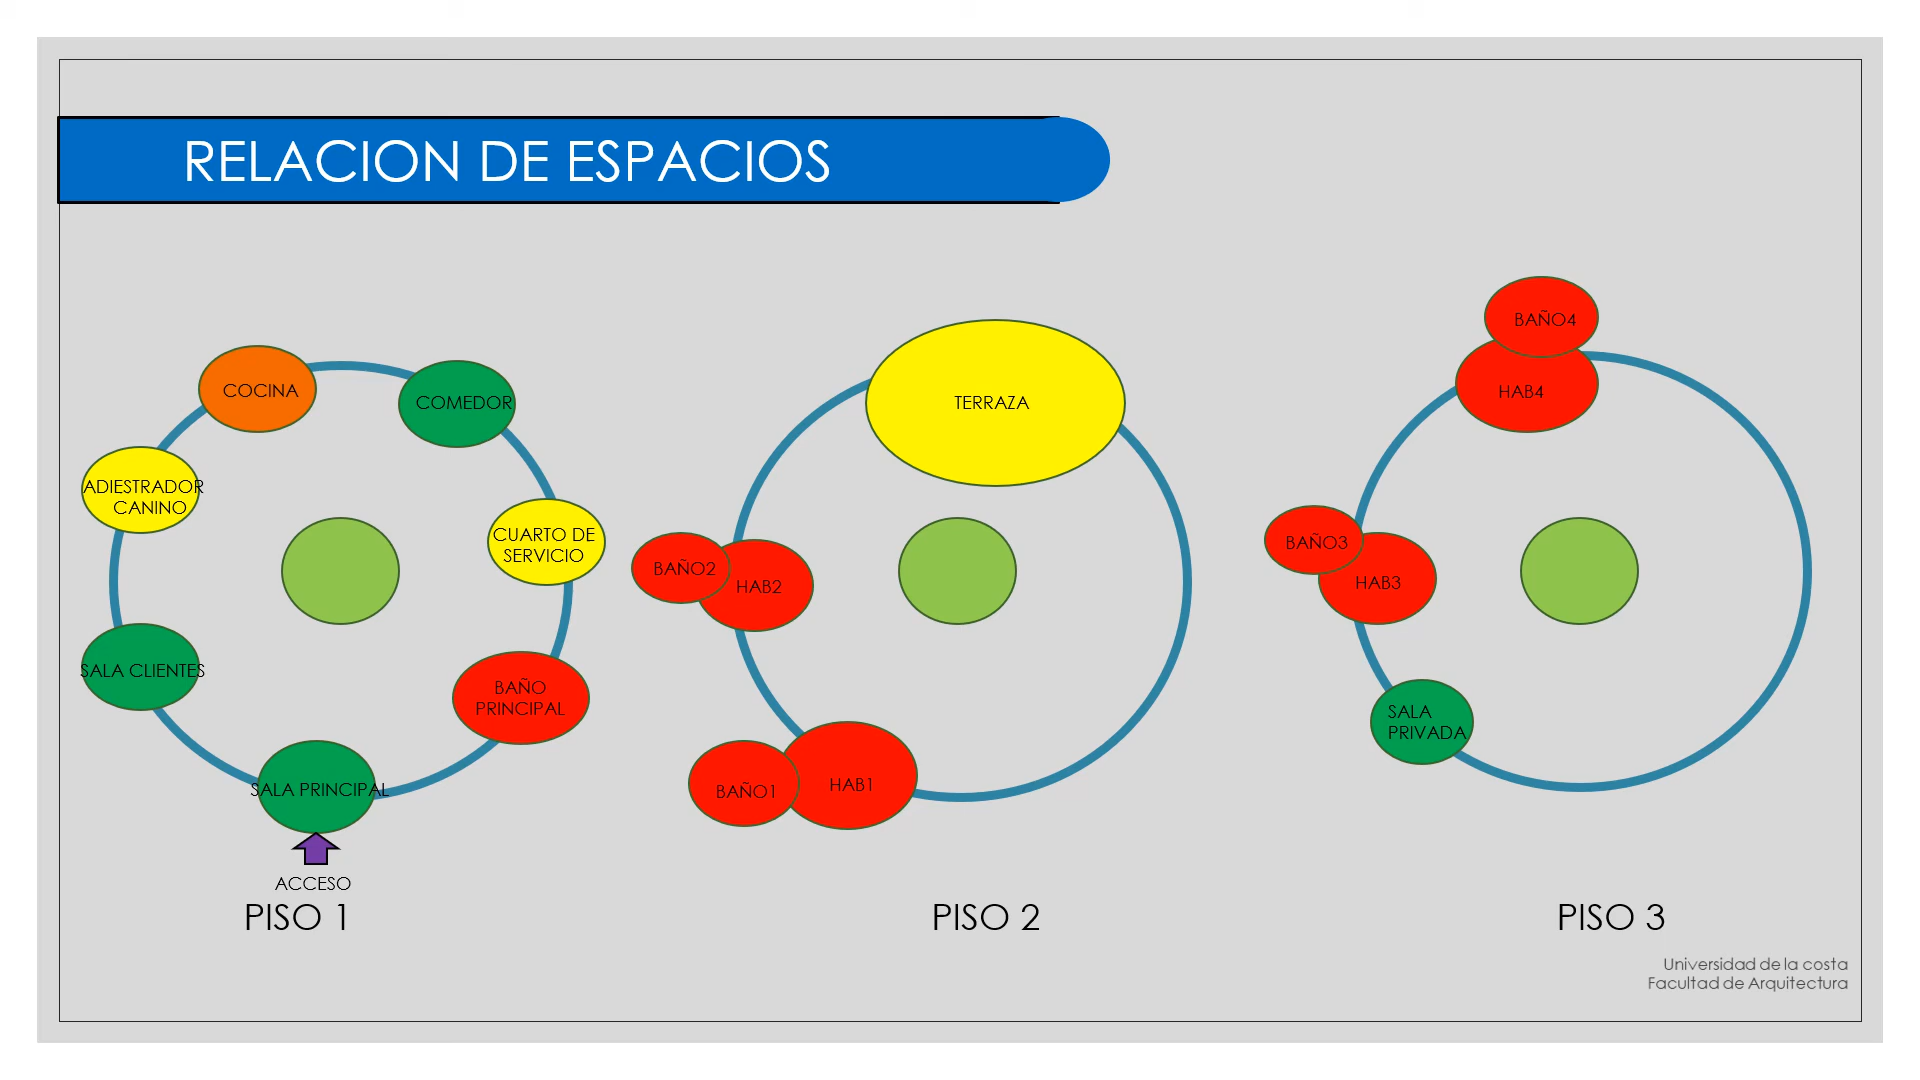 RELACION DE ESPACIOS
COCINA
COMEDOR
ADIESTRADOR
CANINO
CUARTO DE
SERVICIO
SALA CLIENTES
BAÑO
PRINCIPAL
SALA PRINCIPAL
ACCESO
PISO 1
TERRAZA
BAÑO2
HAB2
BAÑO1
HAB1
PISO 2
BAÑO4
HAB4
BAÑO3
HAB3
SALA
PRIVADA
PISO 3
Universidad de la costa
Facultad de Arquitectura